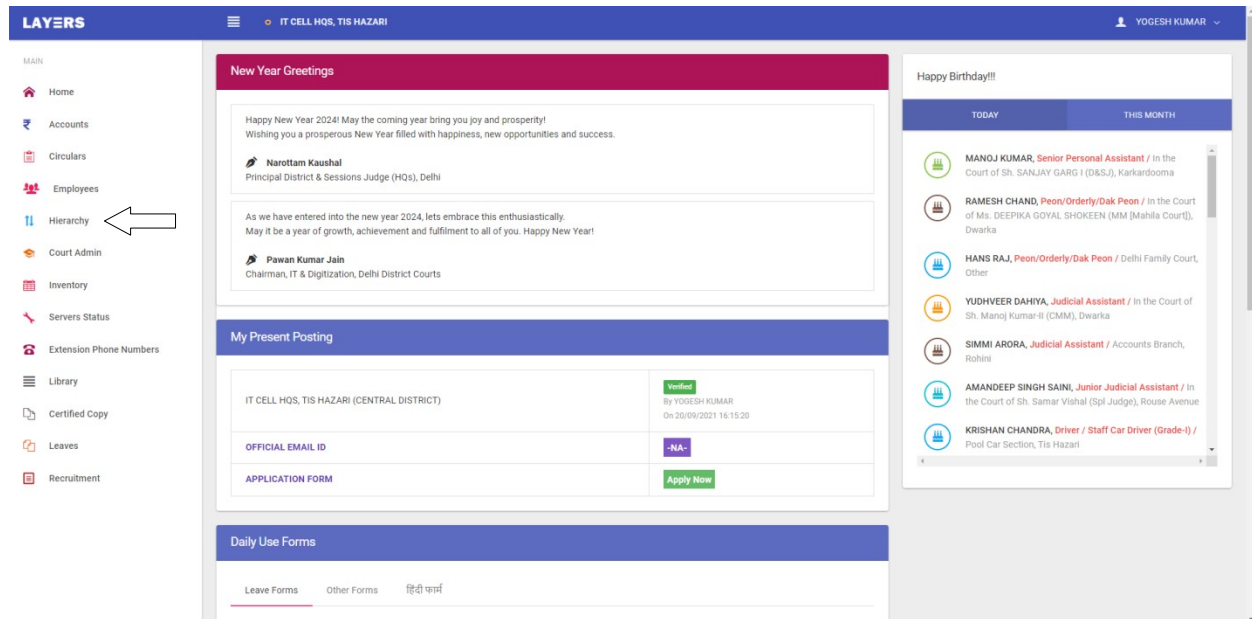 LAYERS
IT CELL HQS, TIS HAZARI
YOGESH KUMAR
MAIN
Home
Accounts
Circulars
Employees
Hierarchy
Court Admin
Inventory
Servers Status
Extension Phone Numbers
Library
Certified Copy
Leaves
Recruitment
New Year Greetings
Happy New Year 2024! May the coming year bring you joy and prosperity!
Wishing you a prosperous New Year filled with happiness, new opportunities and success.
Narottam Kaushal
Principal District & Sessions Judge (HQs), Delhi
As we have entered into the new year 2024, lets embrace this enthusiastically.
May it be a year of growth, achievement and fulfilment to all of you. Happy New Year!
Pawan Kumar Jain
Chairman, IT & Digitization, Delhi District Courts
My Present Posting
IT CELL HQS, TIS HAZARI (CENTRAL DISTRICT)
Verified
By YOGESH KUMAR
On 20/09/2021 16:15:20
OFFICIAL EMAIL ID
-NA-
APPLICATION FORM
Apply Now
Daily Use Forms
Leave Forms Other Forms हिंदी फार्म
Happy Birthday!!!
TODAY THIS MONTH
MANOJ KUMAR, Senior Personal Assistant / In the
Court of Sh. SANJAY GARG I (D&SJ), Karkardooma
RAMESH CHAND, Peon/Orderly/Dak Peon / In the Court
of Ms. DEEPIKA GOYAL SHOKEEN (MM [Mahila Court]),
Dwarka
HANS RAJ, Peon/Orderly/Dak Peon / Delhi Family Court,
Other
YUDHVEER DAHIYA, Judicial Assistant / In the Court of
Sh. Manoj Kumar-II (CMM), Dwarka
SIMMI ARORA, Judicial Assistant / Accounts Branch,
Rohini
AMANDEEP SINGH SAINI, Junior Judicial Assistant / In
the Court of Sh. Samar Vishal (Spl Judge), Rouse Avenue
KRISHAN CHANDRA, Driver / Staff Car Driver (Grade-I) /
Pool Car Section, Tis Hazari